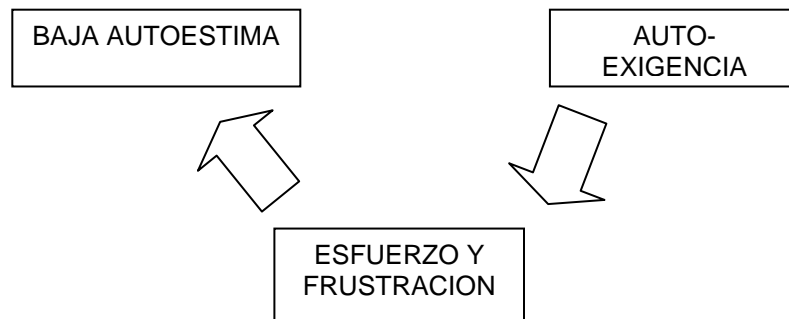 BAJA AUTOESTIMA
AUTO-
EXIGENCIA
ESFUERZO Y
FRUSTRACION